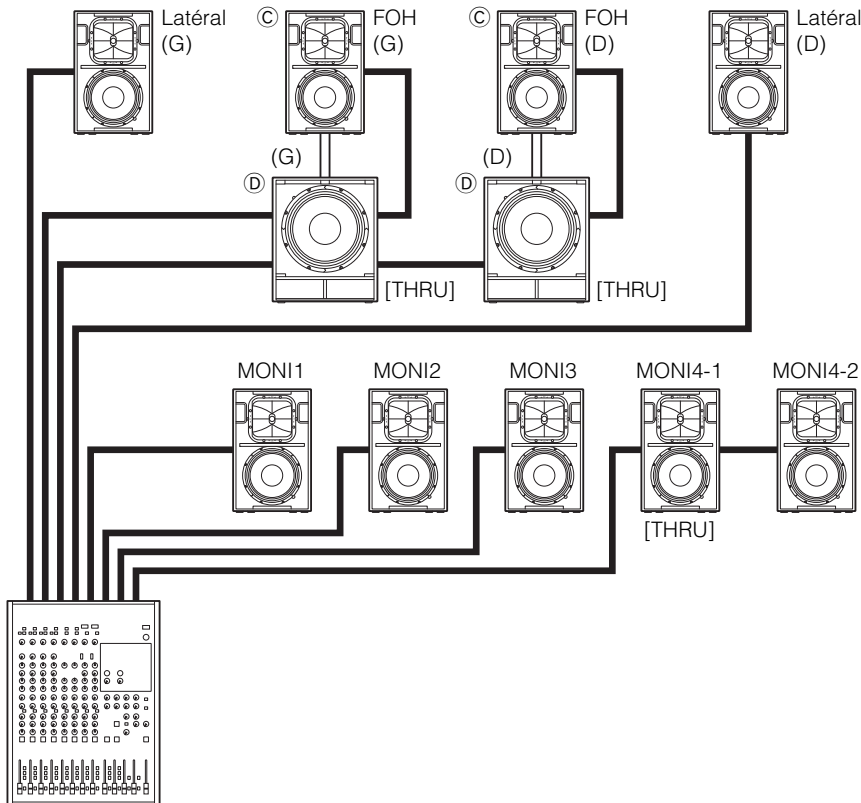 Latéral
(G)
Ⓒ FOH
(G)
Ⓒ FOH
(D)
Latéral
(D)
(G)
Ⓓ
(D)
Ⓓ
[THRU]
[THRU]
MONI1
MONI2
MONI3
MONI4-1
MONI4-2
[THRU]